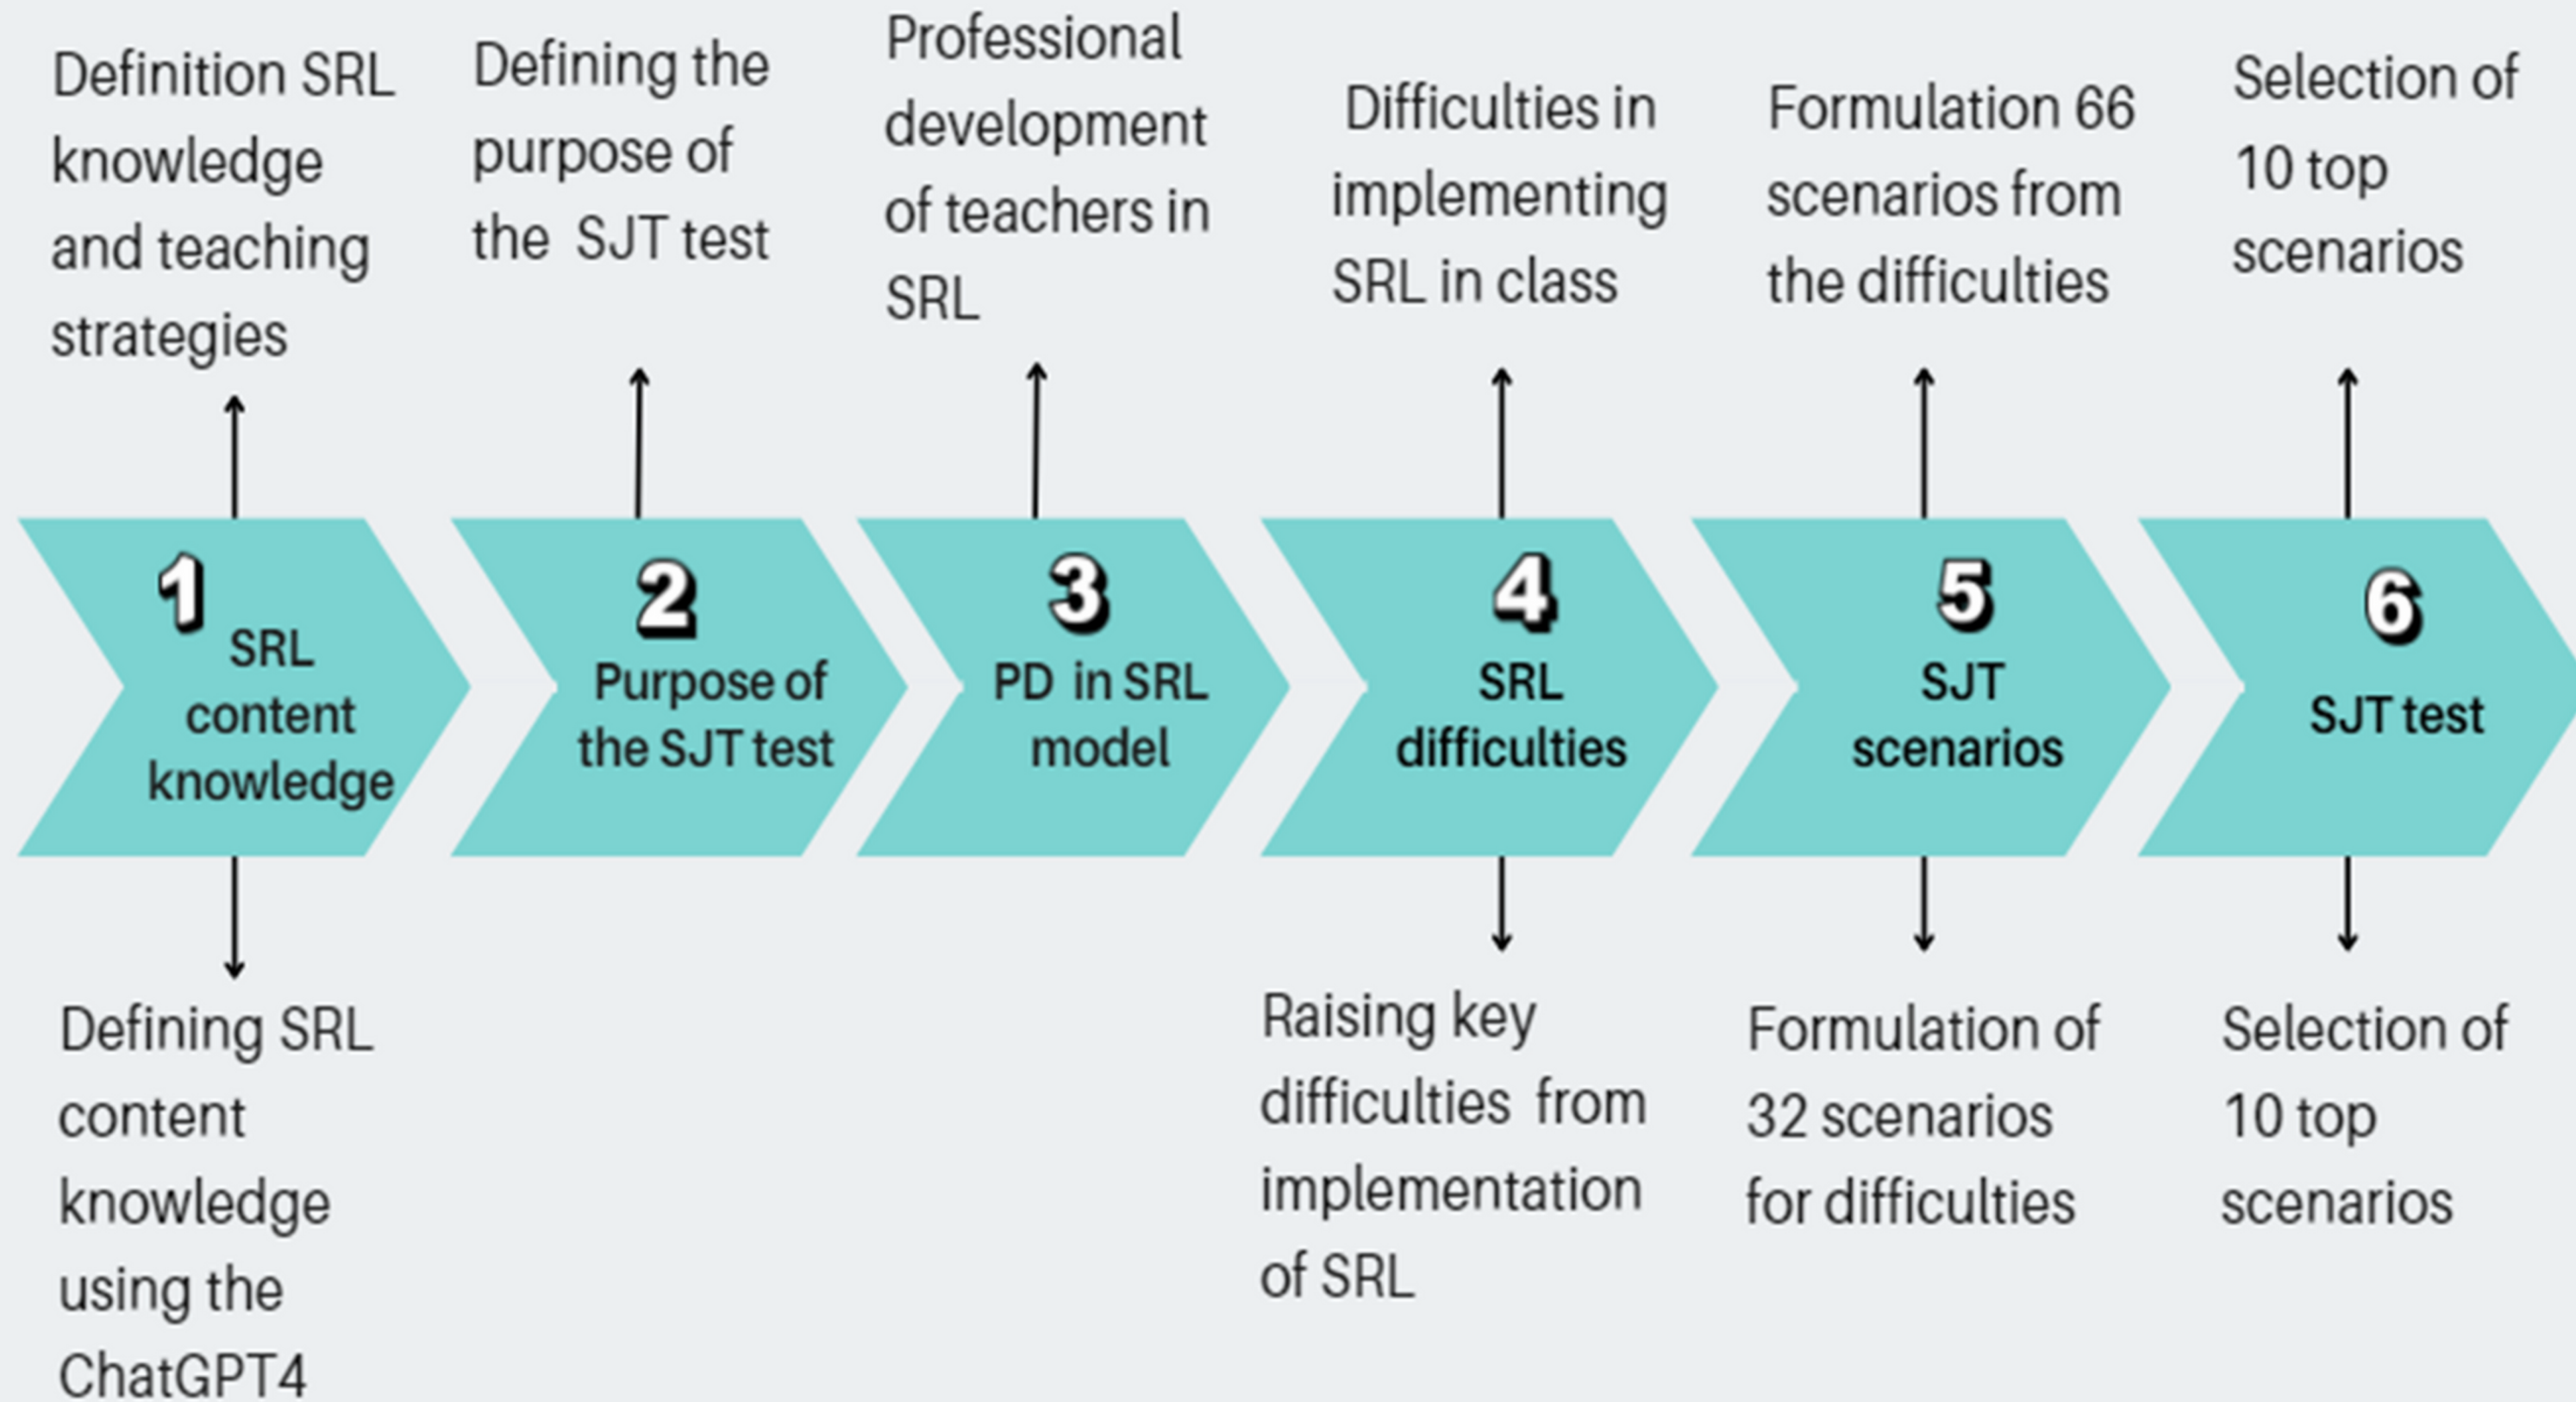 Definition SRL
knowledge
and teaching
strategies
Defining the
purpose of
the SJT test
Professional
development
of teachers in
SRL
Difficulties in
implementing
SRL in class
Formulation 66
scenarios from
the difficulties
Selection of
10 top
scenarios
1
SRL
content
knowledge
2
Purpose of
the SJT test
3
PD in SRL
model
4
SRL
difficulties
5
SJT
scenarios
6
SJT test
Defining SRL
content
knowledge
using the
ChatGPT4
Raising key
difficulties from
implementation
of SRL
Formulation of
32 scenarios
for difficulties
Selection of
10 top
scenarios